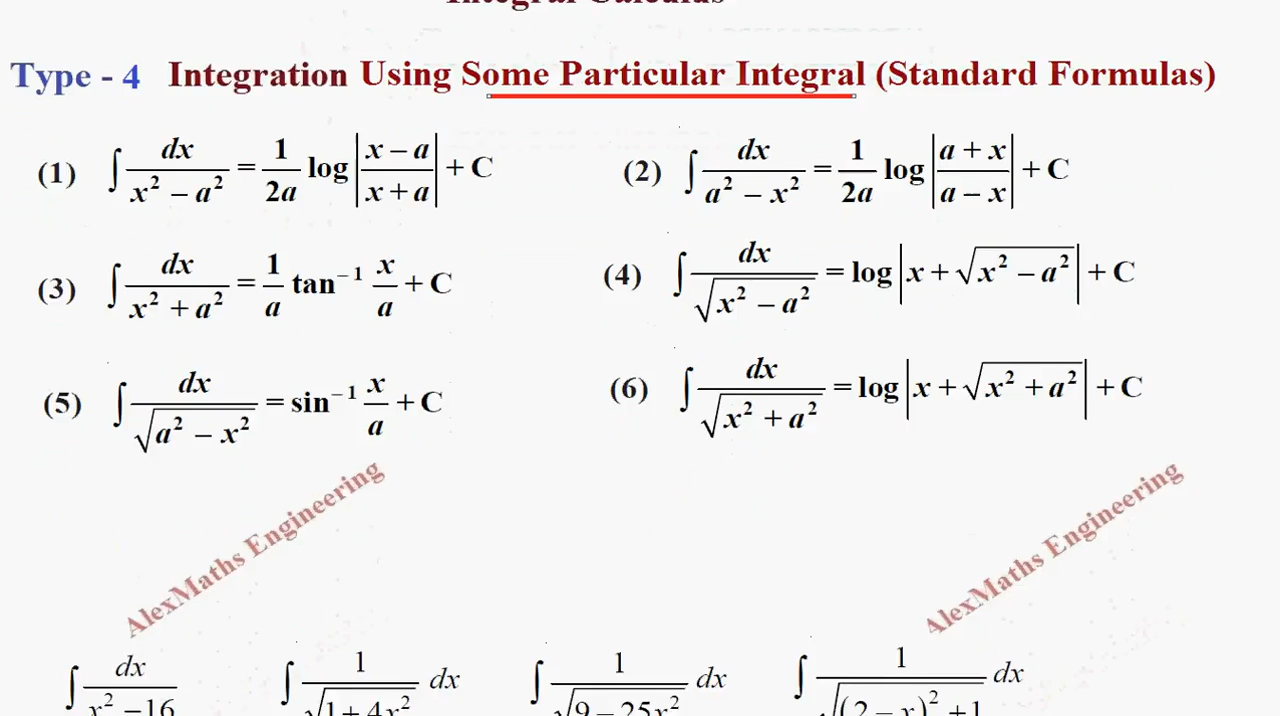 Integral Calculus
Type - 4 Integration Using Some Particular Integral (Standard Formulas)
(1) ∫ dx/(x² − a²) = 1/(2a) log |(x − a)/(x + a)| + C
(2) ∫ dx/(a² − x²) = 1/(2a) log |(a + x)/(a − x)| + C
(3) ∫ dx/(x² + a²) = 1/a tan⁻¹ x/a + C
(4) ∫ dx/√(x² − a²) = log |x + √(x² − a²)| + C
(5) ∫ dx/√(a² − x²) = sin⁻¹ x/a + C
(6) ∫ dx/√(x² + a²) = log |x + √(x² + a²)| + C
AlexMaths Engineering
AlexMaths Engineering
∫ dx/(x² − 16)
∫ 1/√(1 + 4x²) dx
∫ 1/√(9 − 25x²) dx
∫ 1/√((2 − x)² + 1) dx